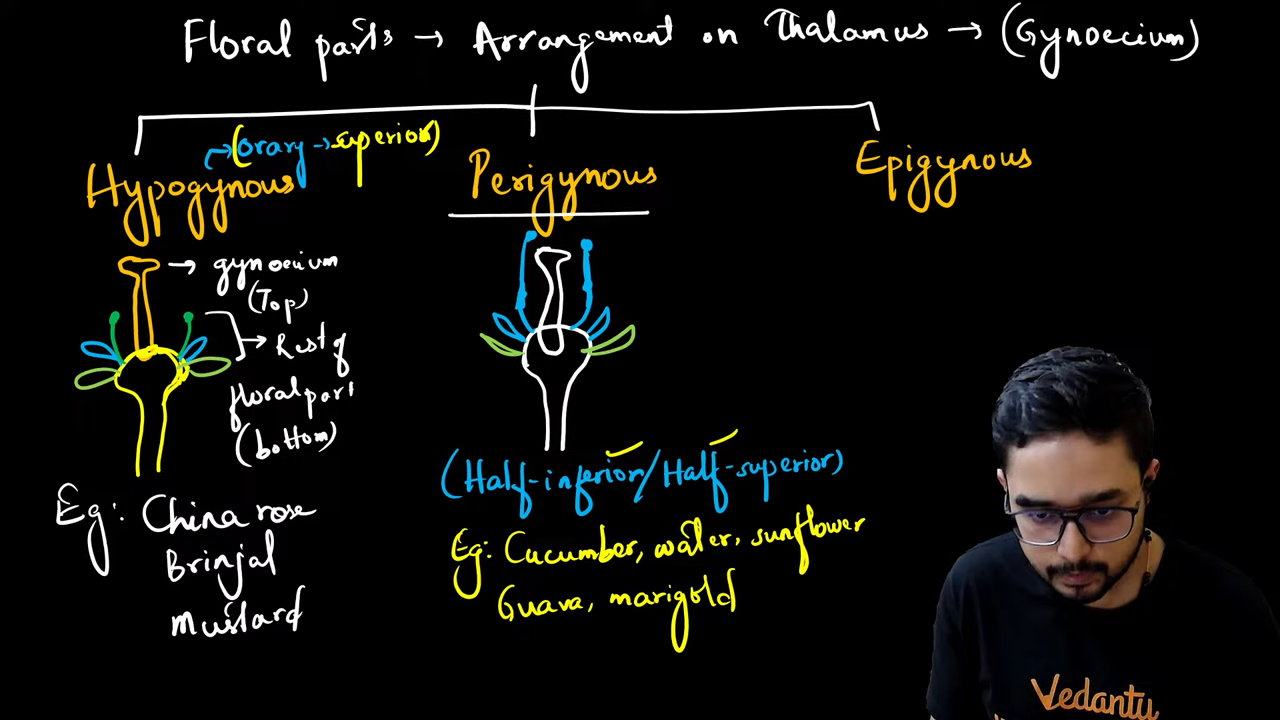 Floral parts → Arrangement on Thalamus → (Gynoecium)
Hypogynous
→ (ovary → superior)
Perigynous
Epigynous
→ gynoecium
(Top)
→ Rest of
floral part
(bottom)
Eg: China rose
Brinjal
Mustard
(Half-inferior/Half-superior)
Eg: Cucumber, water, sunflower
Guava, marigold
Vedantu